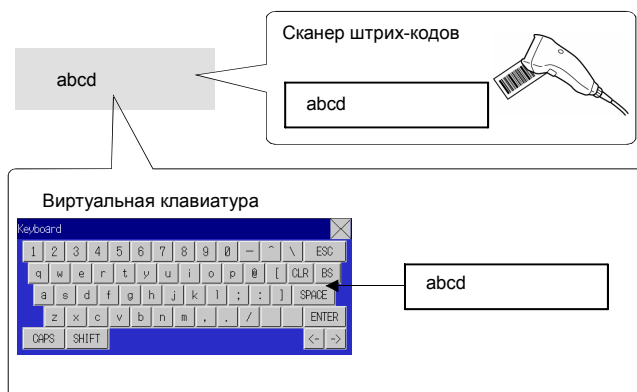 Сканер штрих-кодов
abcd
abcd
Виртуальная клавиатура
Keyboard
1 2 3 4 5 6 7 8 9 0 - ^ \ ESC
q w e r t y u i o p @ [ CLR BS
abcd
a s d f g h j k l ; : ] SPACE
z x c v b n m , . / ENTER
CAPS SHIFT <- ->